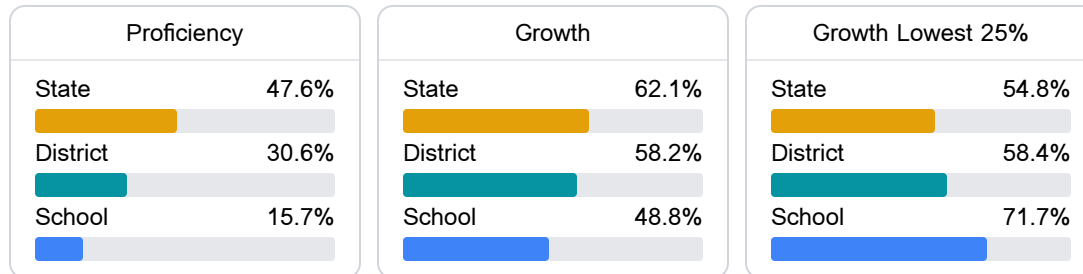 Proficiency
State 47.6%
District 30.6%
School 15.7%
Growth
State 62.1%
District 58.2%
School 48.8%
Growth Lowest 25%
State 54.8%
District 58.4%
School 71.7%